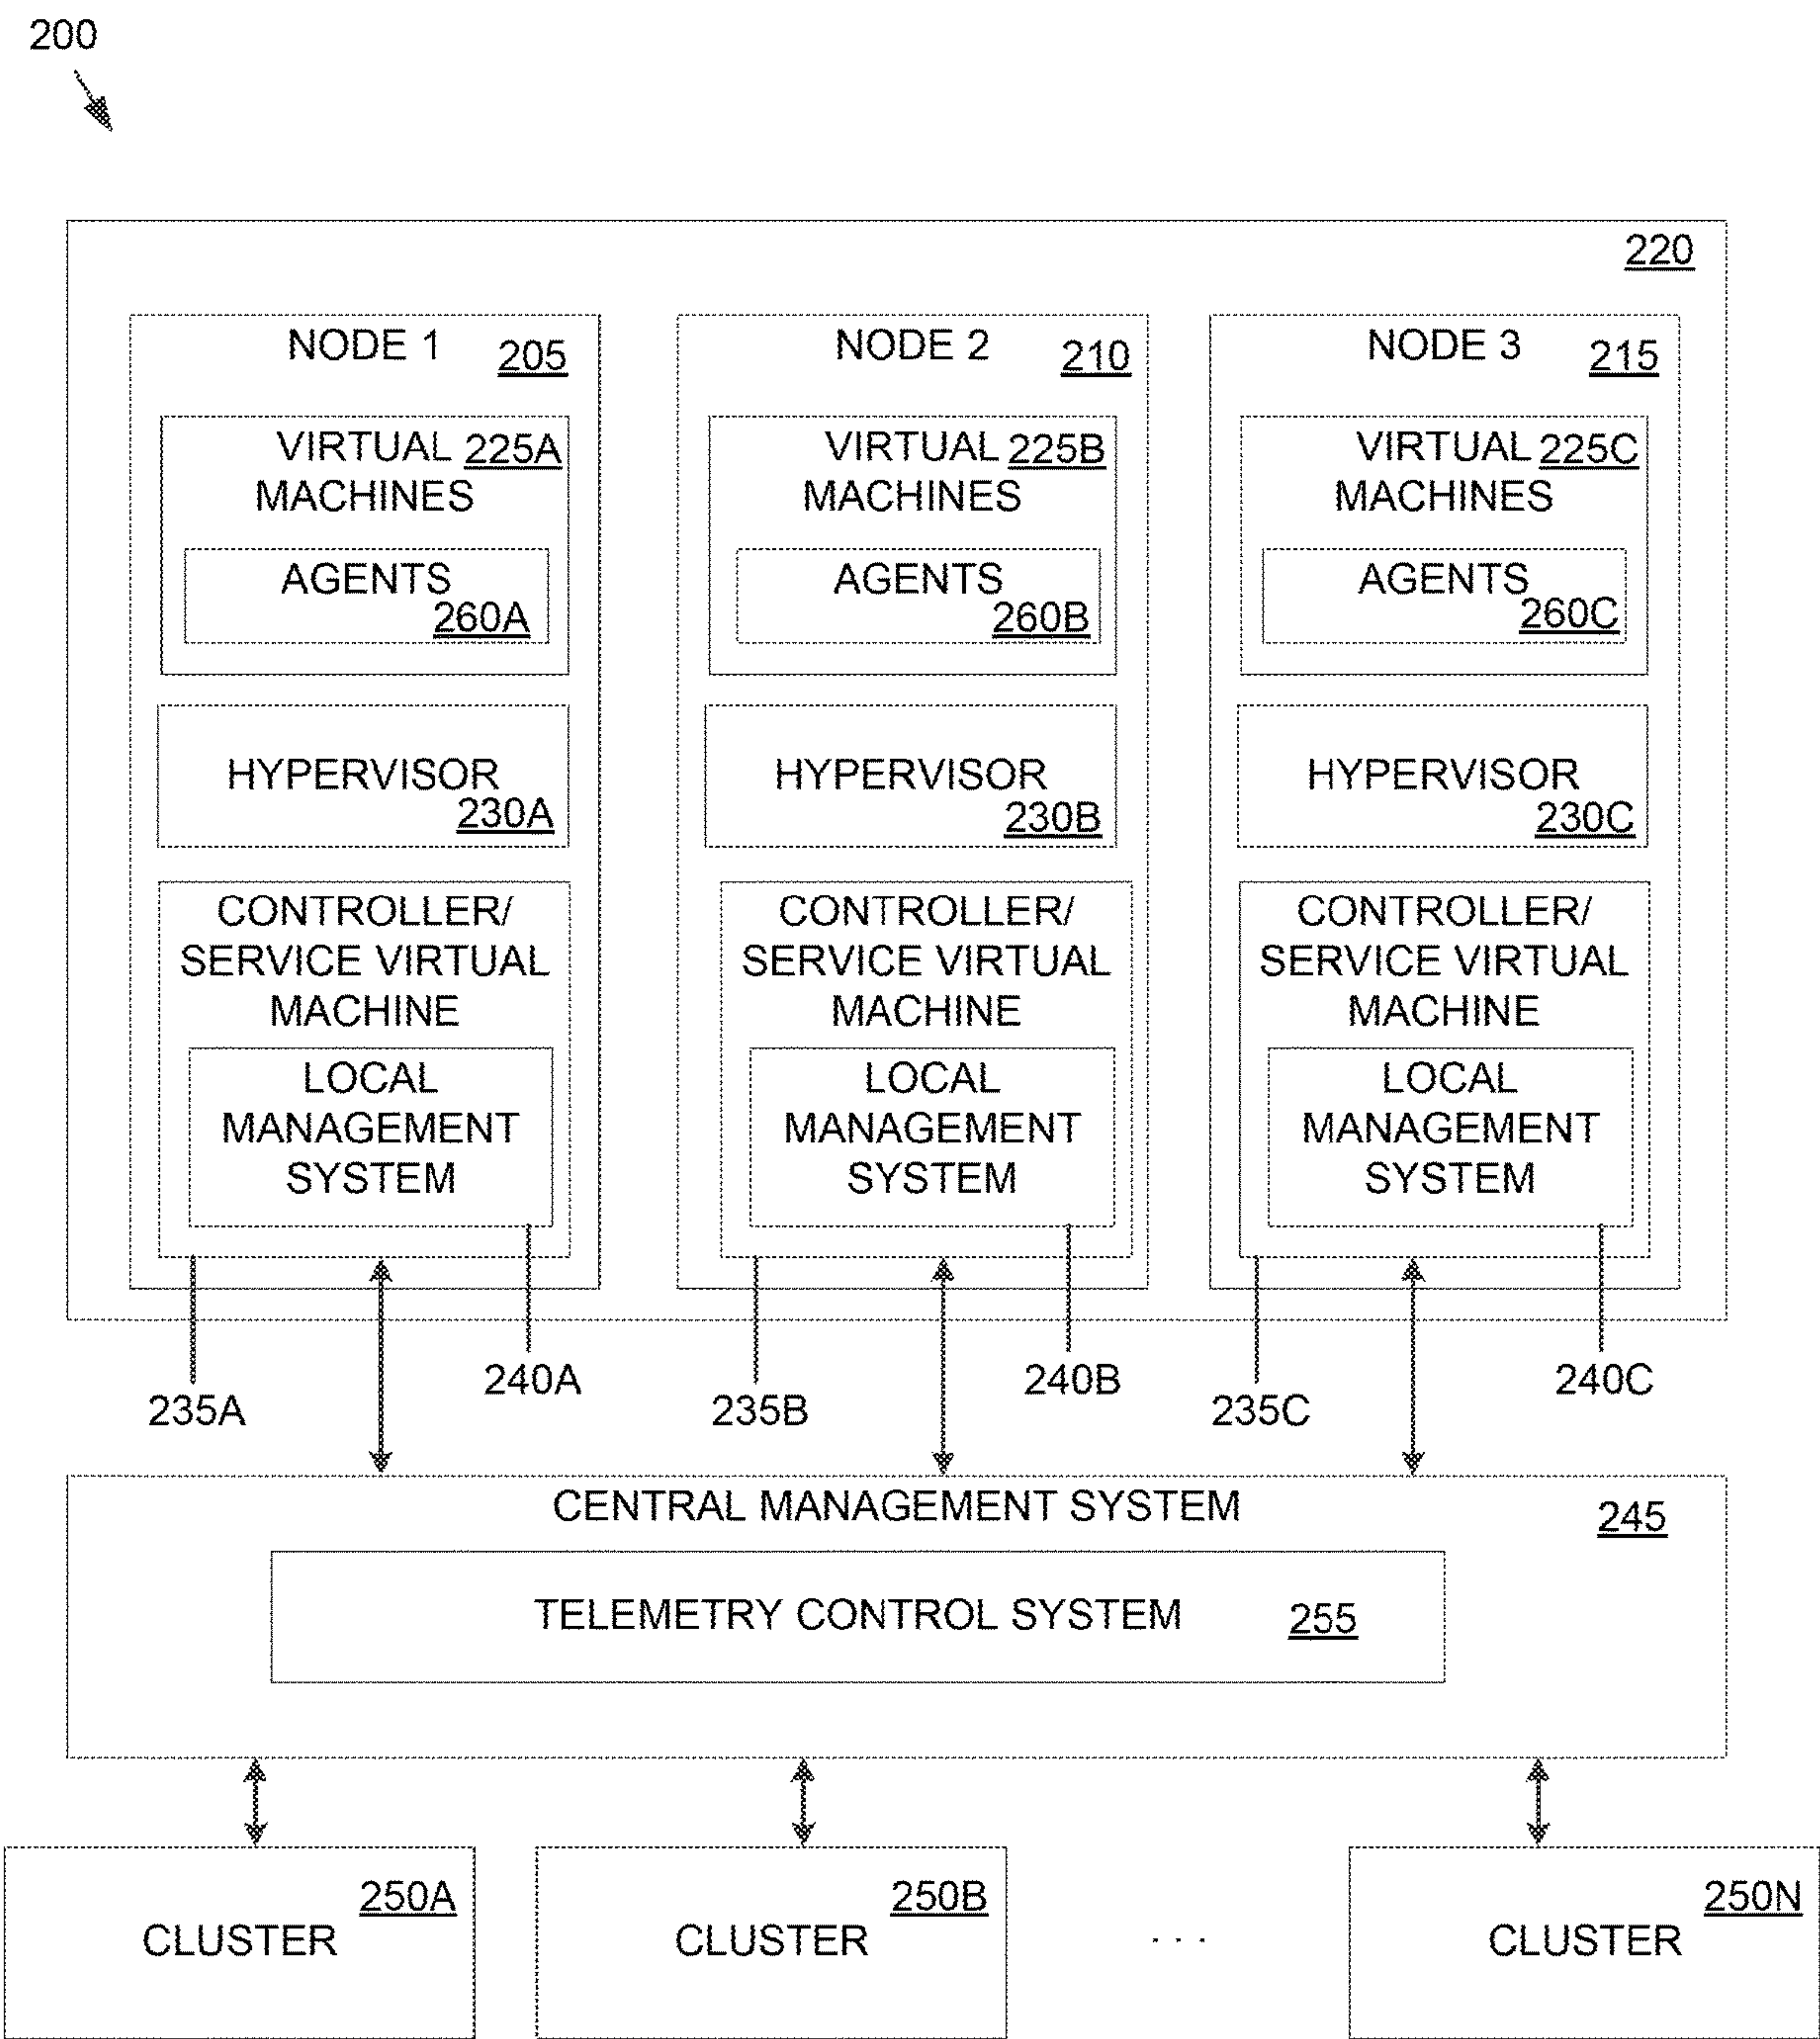 200
220
NODE 1 205
VIRTUAL 225A
MACHINES
AGENTS
260A
HYPERVISOR
230A
CONTROLLER/
SERVICE VIRTUAL
MACHINE
LOCAL
MANAGEMENT
SYSTEM
235A
240A
NODE 2 210
VIRTUAL 225B
MACHINES
AGENTS
260B
HYPERVISOR
230B
CONTROLLER/
SERVICE VIRTUAL
MACHINE
LOCAL
MANAGEMENT
SYSTEM
235B
240B
NODE 3 215
VIRTUAL 225C
MACHINES
AGENTS
260C
HYPERVISOR
230C
CONTROLLER/
SERVICE VIRTUAL
MACHINE
LOCAL
MANAGEMENT
SYSTEM
235C
240C
CENTRAL MANAGEMENT SYSTEM 245
TELEMETRY CONTROL SYSTEM 255
250A
CLUSTER
250B
CLUSTER
. . .
250N
CLUSTER